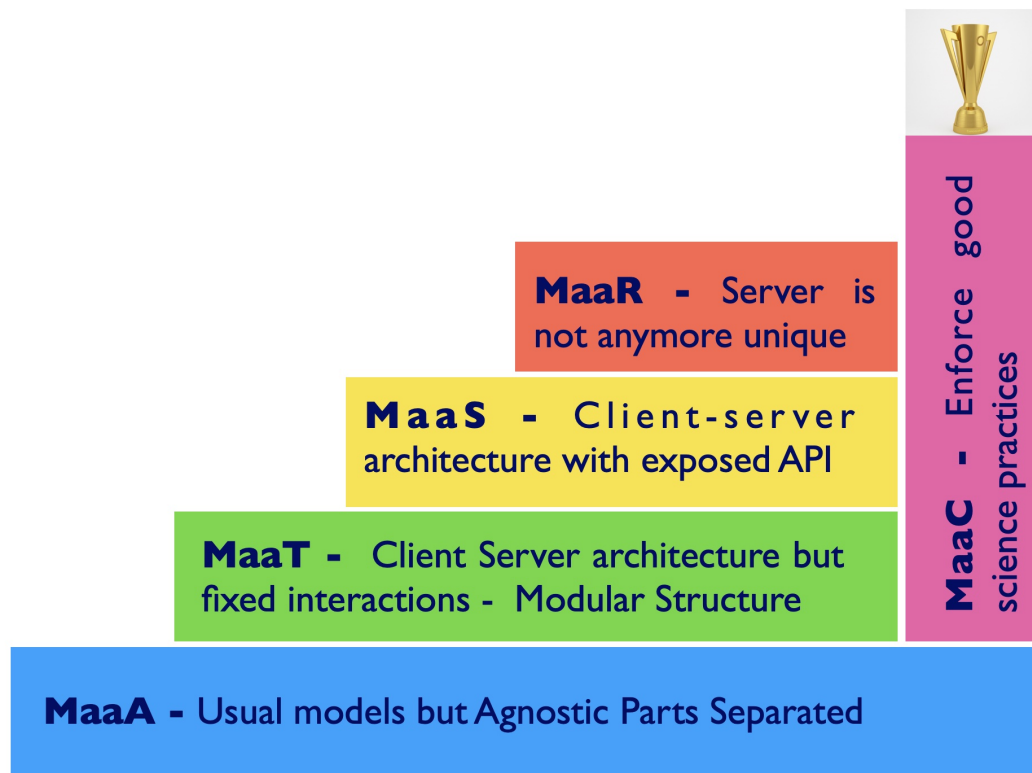 MaaR - Server is
not anymore unique
MaaS - Client-server
architecture with exposed API
MaaT - Client Server architecture but
fixed interactions - Modular Structure
MaaC - Enforce good
science practices
MaaA - Usual models but Agnostic Parts Separated